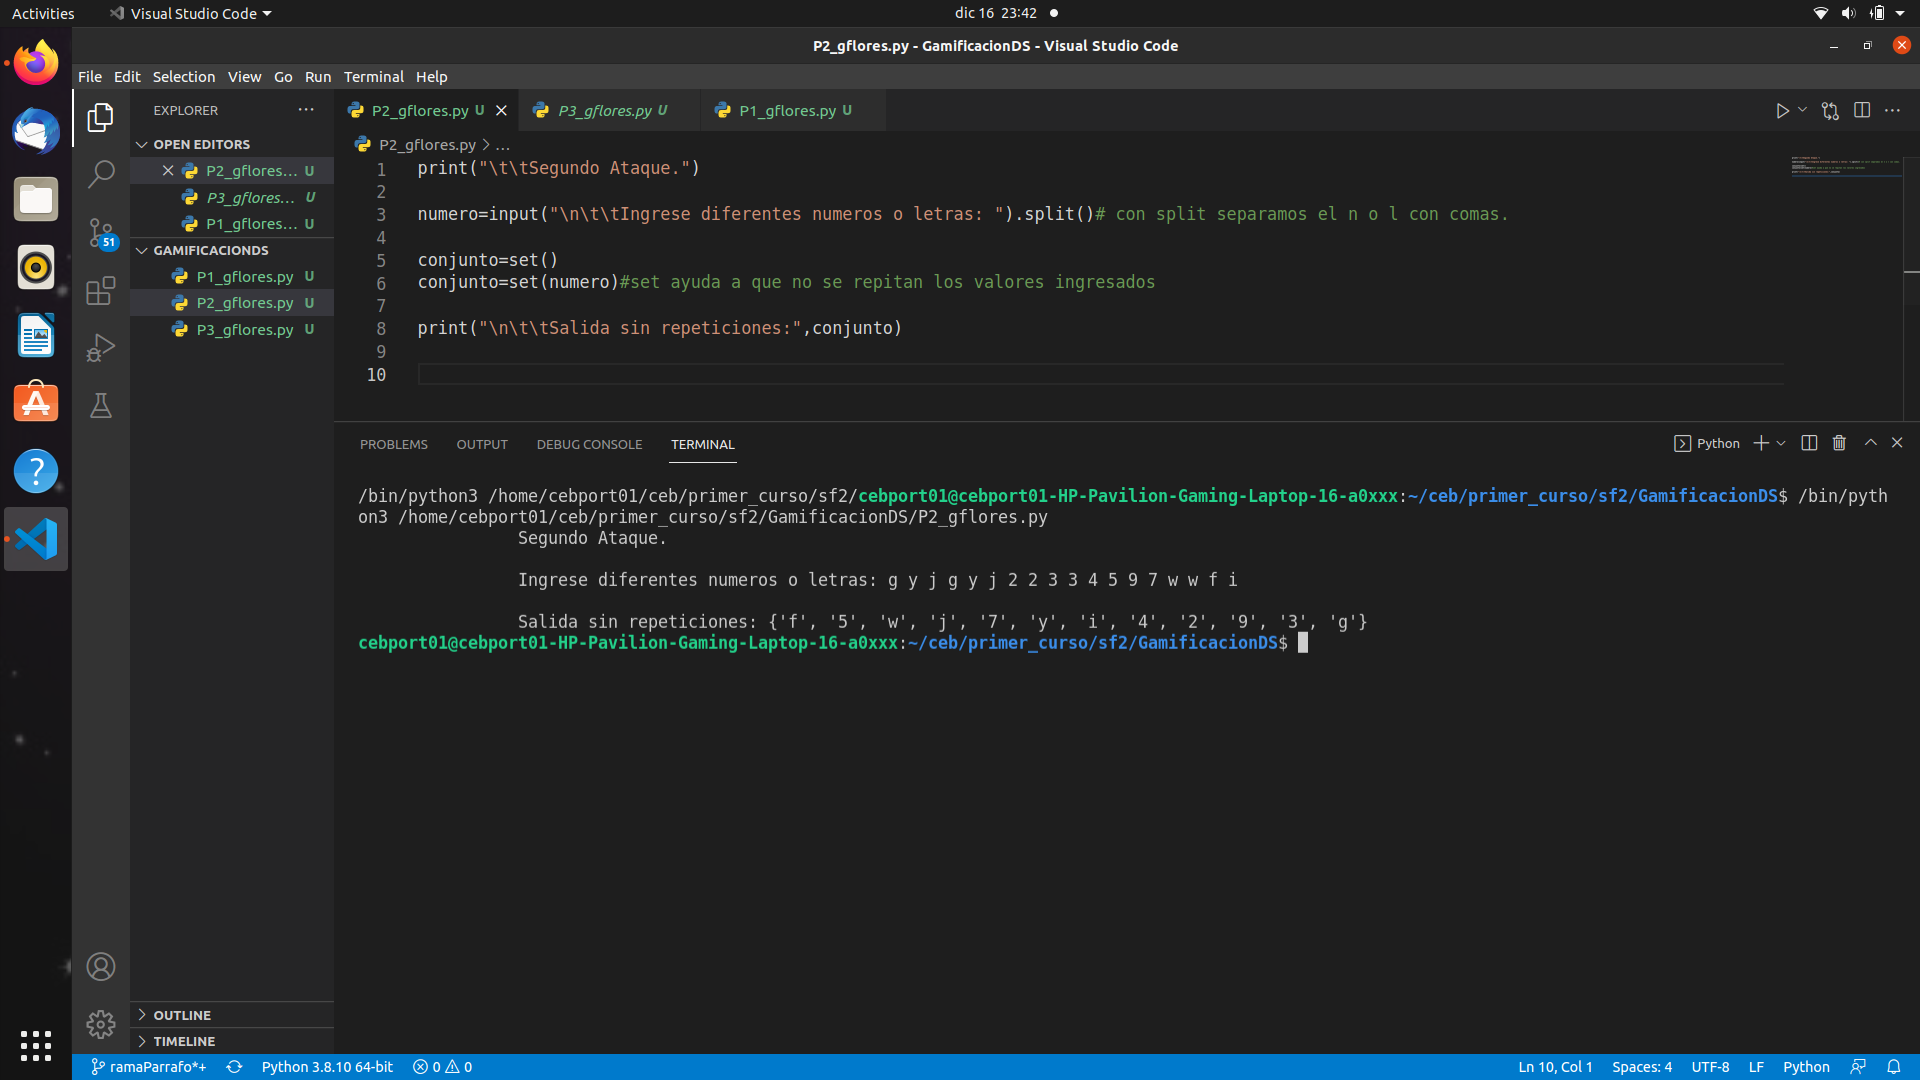 Activities Visual Studio Code dic 16 23:42
P2_gflores.py - GamificacionDS - Visual Studio Code
File Edit Selection View Go Run Terminal Help
EXPLORER
OPEN EDITORS
P2_gflores... U
P3_gflores... U
P1_gflores... U
GAMIFICACIONDS
P1_gflores.py U
P2_gflores.py U
P3_gflores.py U
51
OUTLINE
TIMELINE
P2_gflores.py U P3_gflores.py U P1_gflores.py U
P2_gflores.py > ...
1 print("\t\tSegundo Ataque.")
2
3 numero=input("\n\t\tIngrese diferentes numeros o letras: ").split()# con split separamos el n o l con comas.
4
5 conjunto=set()
6 conjunto=set(numero)#set ayuda a que no se repitan los valores ingresados
7
8 print("\n\t\tSalida sin repeticiones:",conjunto)
9
10
PROBLEMS OUTPUT DEBUG CONSOLE TERMINAL Python
/bin/python3 /home/cebport01/ceb/primer_curso/sf2/cebport01@cebport01-HP-Pavilion-Gaming-Laptop-16-a0xxx:~/ceb/primer_curso/sf2/GamificacionDS$ /bin/pyth
on3 /home/cebport01/ceb/primer_curso/sf2/GamificacionDS/P2_gflores.py
Segundo Ataque.
Ingrese diferentes numeros o letras: g y j g y j 2 2 3 3 4 5 9 7 w w f i
Salida sin repeticiones: {'f', '5', 'w', 'j', '7', 'y', 'i', '4', '2', '9', '3', 'g'}
cebport01@cebport01-HP-Pavilion-Gaming-Laptop-16-a0xxx:~/ceb/primer_curso/sf2/GamificacionDS$
ramaParrafo*+ Python 3.8.10 64-bit 0 0 Ln 10, Col 1 Spaces: 4 UTF-8 LF Python